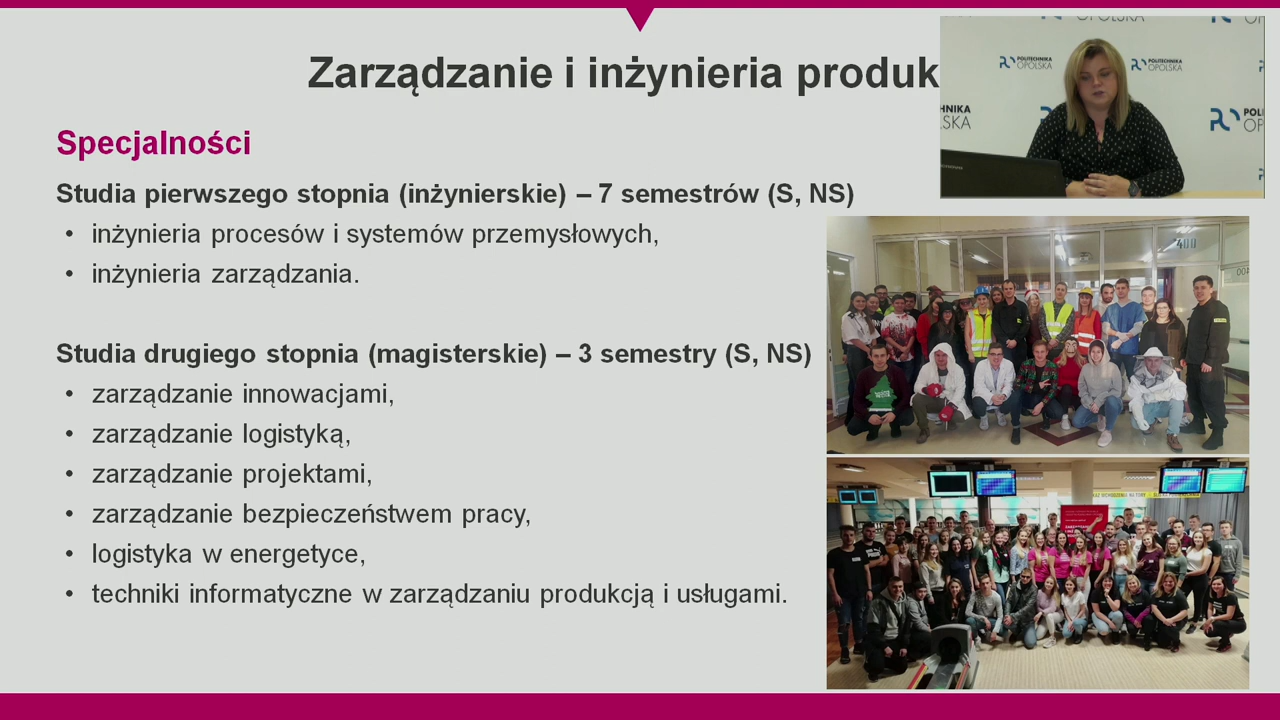 Zarządzanie i inżynieria produk
POLITECHNIKA
OPOLSKA
POLITECHNIKA
OPOLSKA
Specjalności
Studia pierwszego stopnia (inżynierskie) – 7 semestrów (S, NS)
• inżynieria procesów i systemów przemysłowych,
• inżynieria zarządzania.
400
Studia drugiego stopnia (magisterskie) – 3 semestry (S, NS)
• zarządzanie innowacjami,
• zarządzanie logistyką,
• zarządzanie projektami,
• zarządzanie bezpieczeństwem pracy,
• logistyka w energetyce,
• techniki informatyczne w zarządzaniu produkcją i usługami.